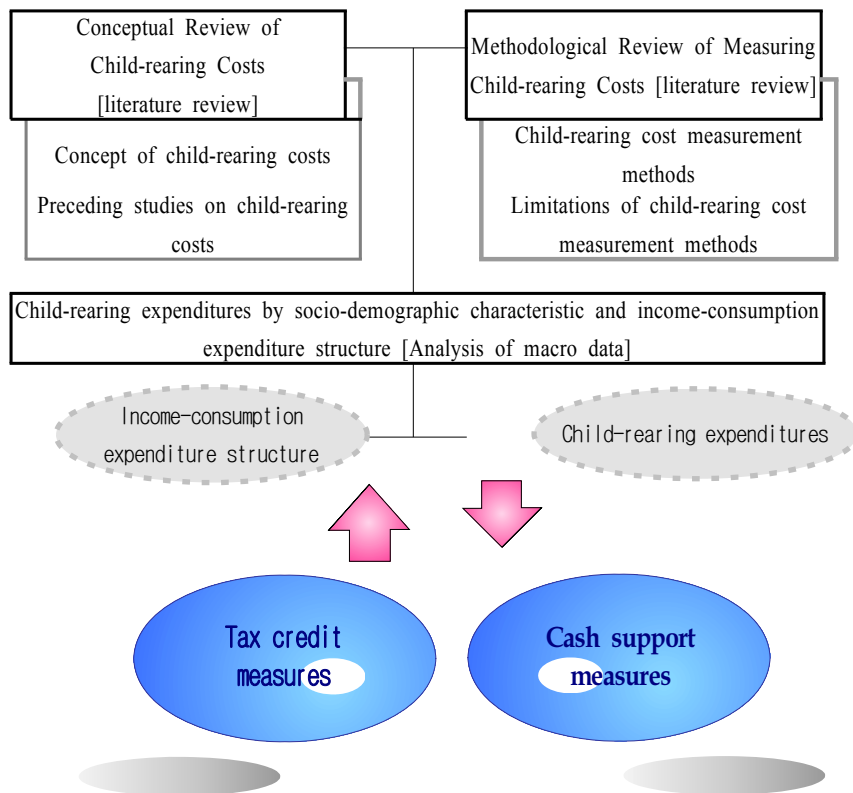 Conceptual Review of
Child-rearing Costs
[literature review]
Methodological Review of Measuring
Child-rearing Costs [literature review]
Concept of child-rearing costs
Preceding studies on child-rearing
costs
Child-rearing cost measurement
methods
Limitations of child-rearing cost
measurement methods
Child-rearing expenditures by socio-demographic characteristic and income-consumption
expenditure structure [Analysis of macro data]
Income-consumption
expenditure structure
Child-rearing expenditures
Tax credit
measures
Cash support
measures